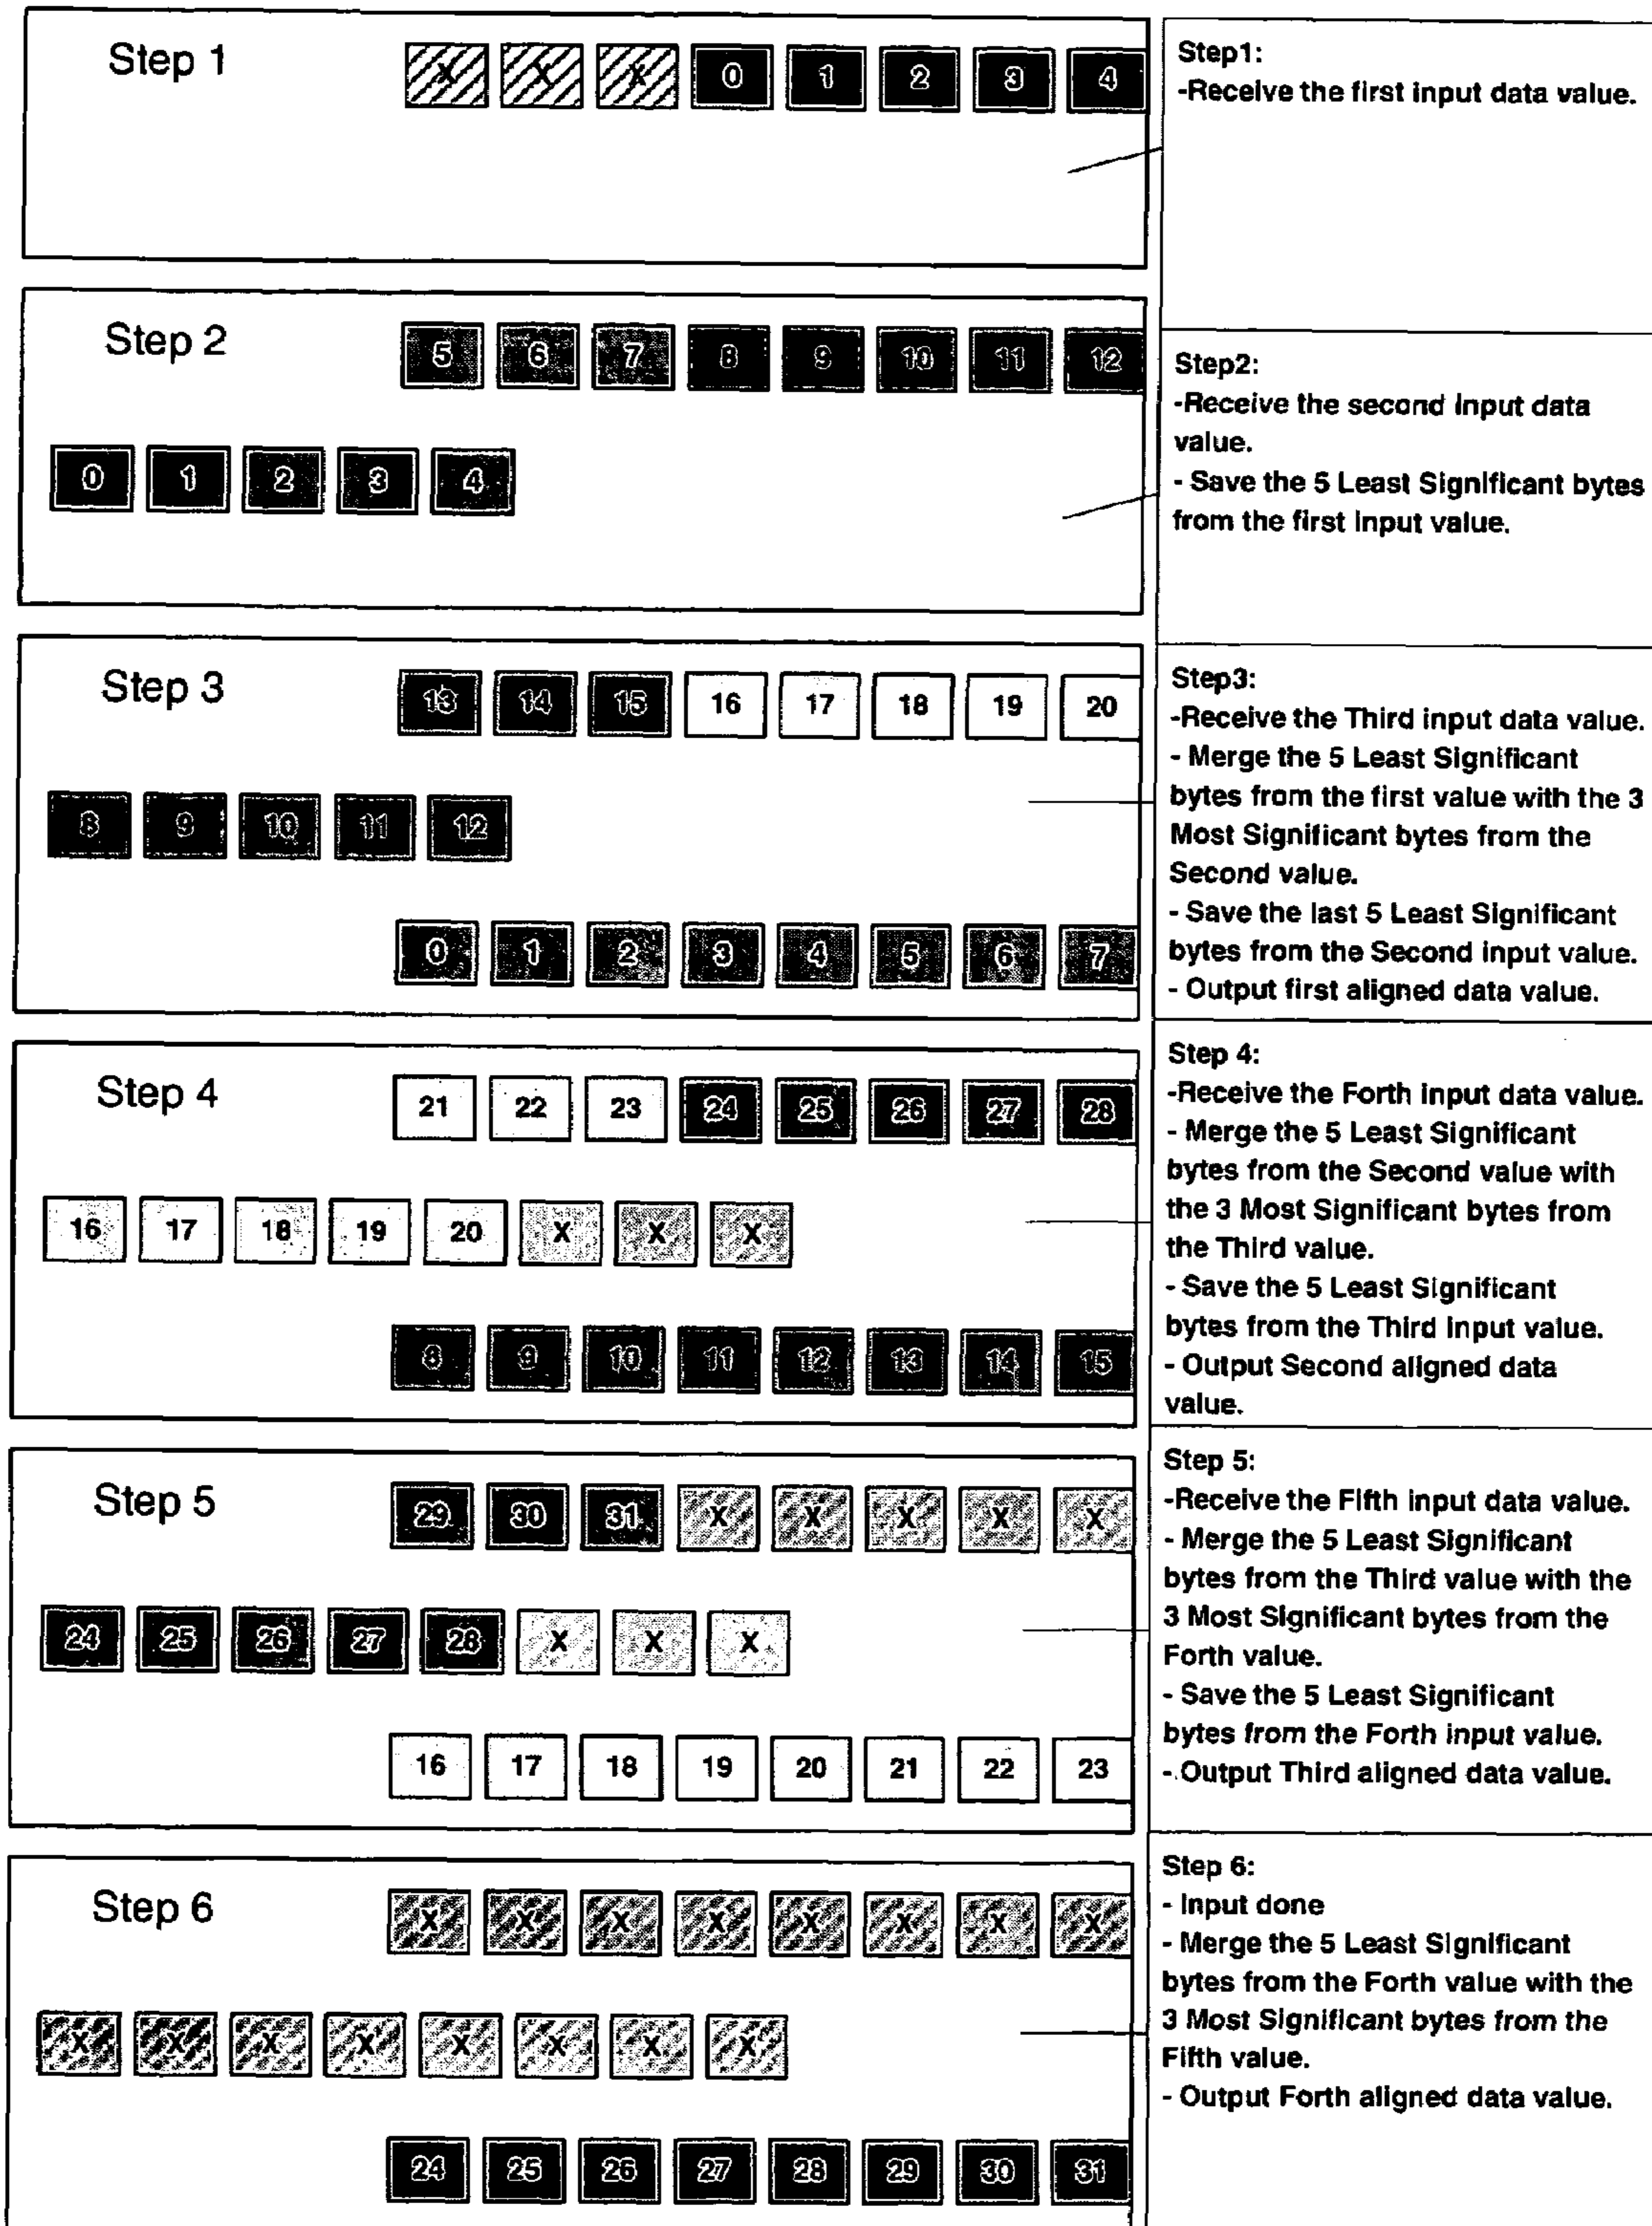 Step 1
X X X 0 1 2 3 4
Step1:
-Receive the first input data value.
Step 2
5 6 7 8 9 10 11 12
0 1 2 3 4
Step2:
-Receive the second input data
value.
- Save the 5 Least Significant bytes
from the first input value.
Step 3
13 14 15 16 17 18 19 20
8 9 10 11 12
0 1 2 3 4 5 6 7
Step3:
-Receive the Third input data value.
- Merge the 5 Least Significant
bytes from the first value with the 3
Most Significant bytes from the
Second value.
- Save the last 5 Least Significant
bytes from the Second input value.
- Output first aligned data value.
Step 4
21 22 23 24 25 26 27 28
16 17 18 19 20 X X X
8 9 10 11 12 13 14 15
Step 4:
-Receive the Forth input data value.
- Merge the 5 Least Significant
bytes from the Second value with
the 3 Most Significant bytes from
the Third value.
- Save the 5 Least Significant
bytes from the Third input value.
- Output Second aligned data
value.
Step 5
29 30 31 X X X X X
24 25 26 27 28 X X X
16 17 18 19 20 21 22 23
Step 5:
-Receive the Fifth input data value.
- Merge the 5 Least Significant
bytes from the Third value with the
3 Most Significant bytes from the
Forth value.
- Save the 5 Least Significant
bytes from the Forth input value.
- Output Third aligned data value.
Step 6
X X X X X X X X
X X X X X X X X
24 25 26 27 28 29 30 31
Step 6:
- Input done
- Merge the 5 Least Significant
bytes from the Forth value with the
3 Most Significant bytes from the
Fifth value.
- Output Forth aligned data value.